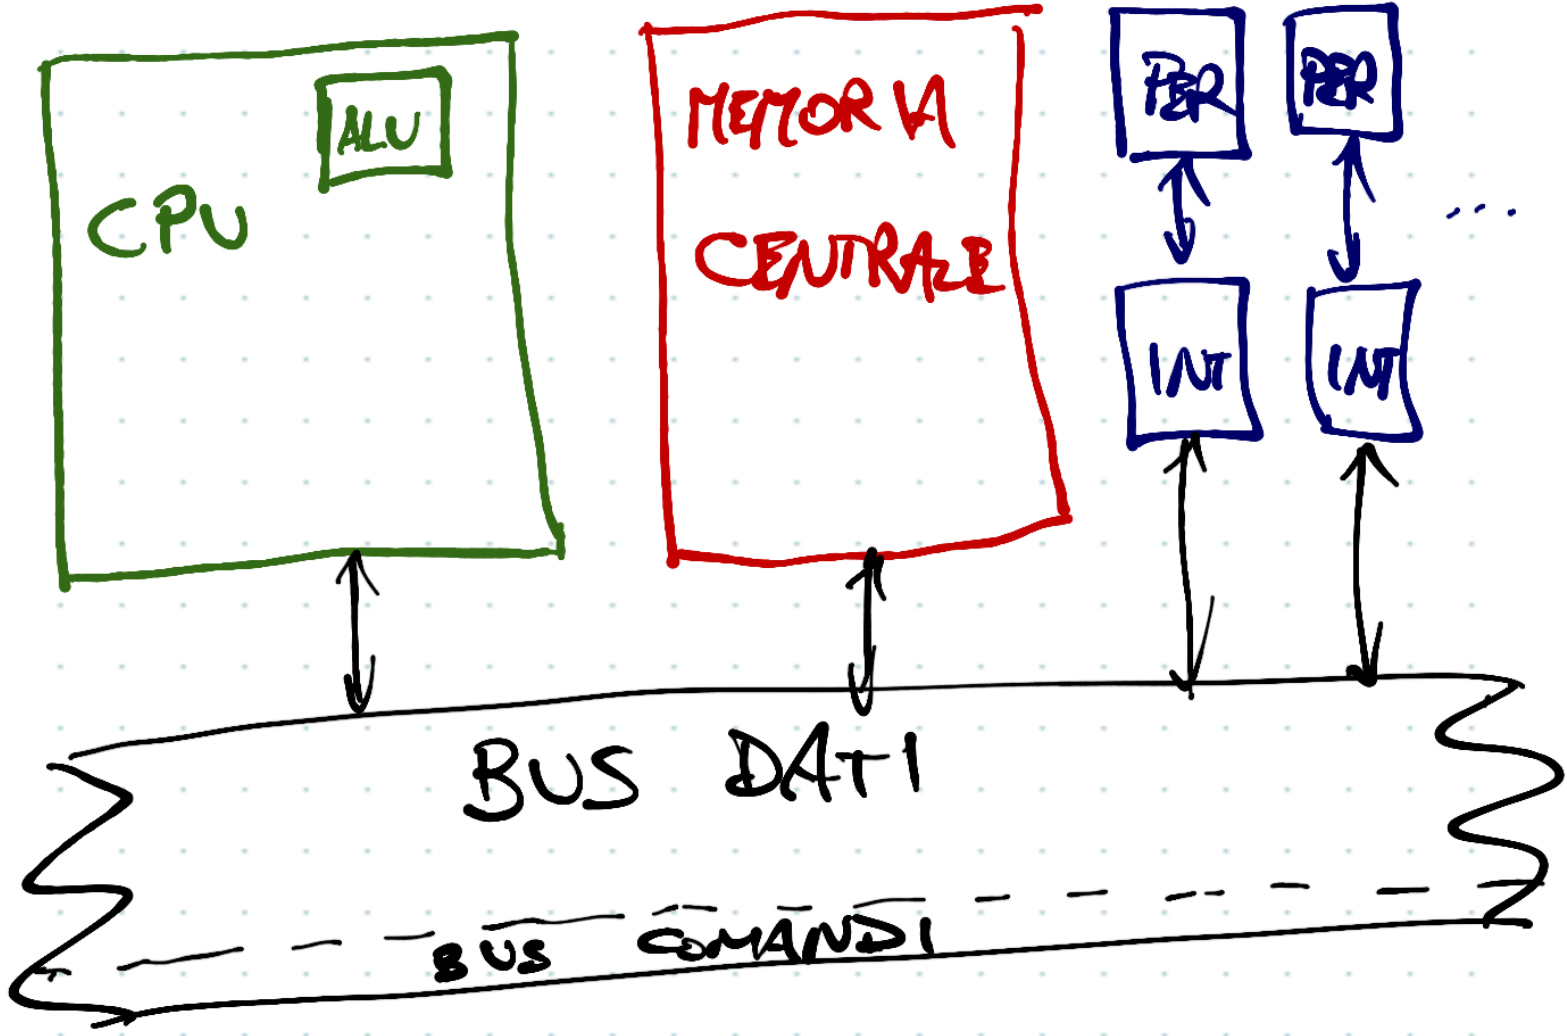 ALU
CPU
MEMORIA
CENTRALE
PER
PER
...
INT
INT
BUS DATI
BUS COMANDI